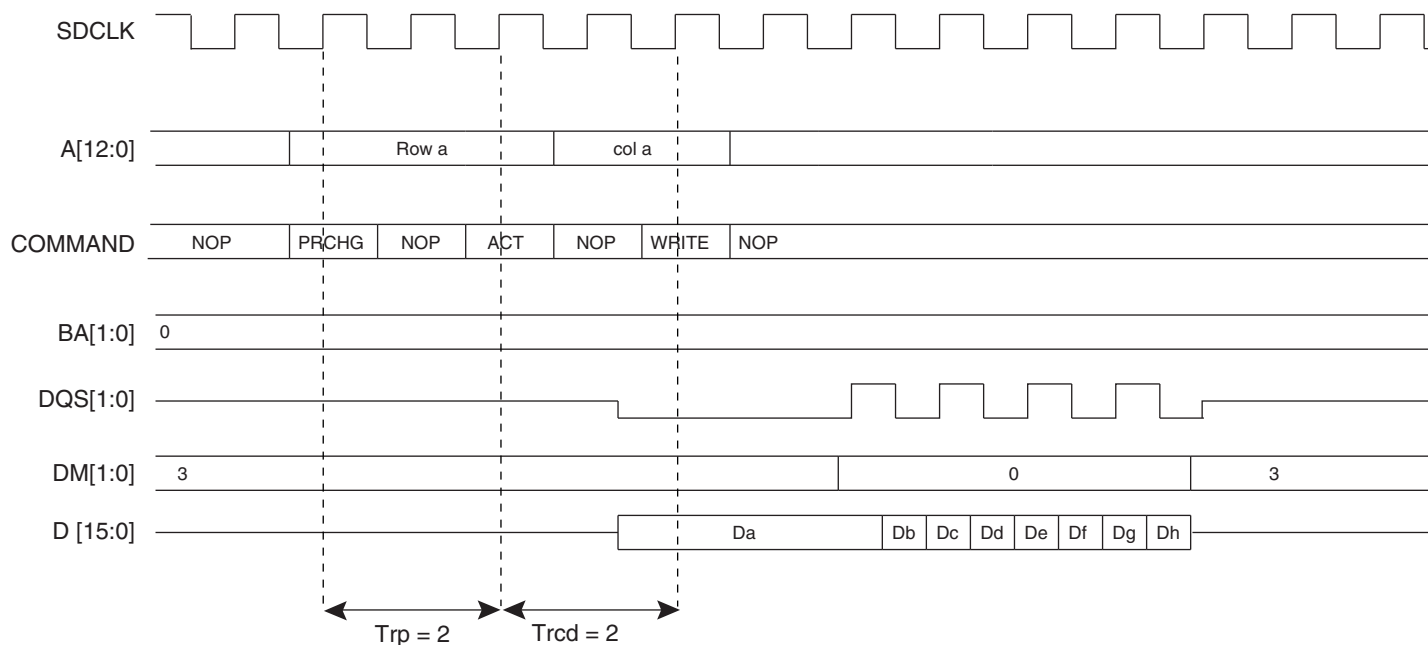 SDCLK
A[12:0] Row a col a
COMMAND NOP PRCHG NOP ACT NOP WRITE NOP
BA[1:0] 0
DQS[1:0]
DM[1:0] 3 0 3
D [15:0] Da Db Dc Dd De Df Dg Dh
Trp = 2 Trcd = 2